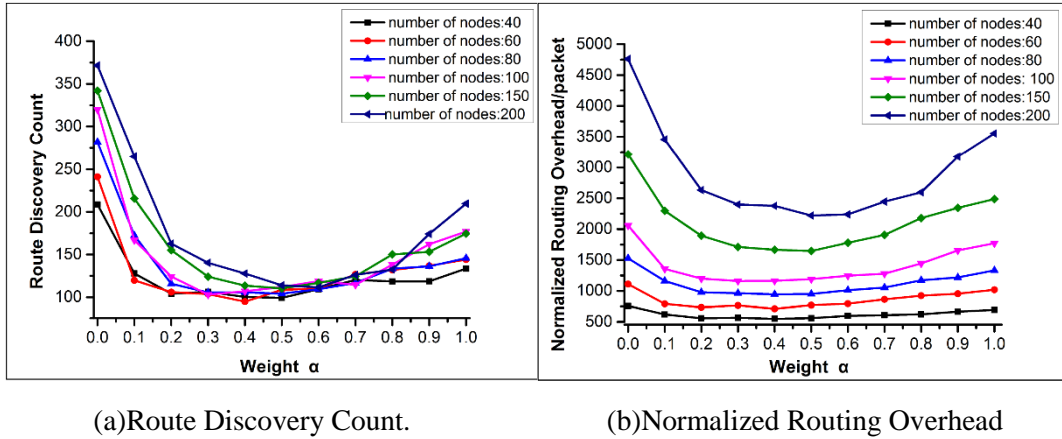 400
350
300
250
200
150
100
Route Discovery Count
0.0 0.1 0.2 0.3 0.4 0.5 0.6 0.7 0.8 0.9 1.0
Weight α
number of nodes:40
number of nodes:60
number of nodes:80
number of nodes:100
number of nodes:150
number of nodes:200
(a)Route Discovery Count.
5000
4500
4000
3500
3000
2500
2000
1500
1000
500
Normalized Routing Overhead/packet
0.0 0.1 0.2 0.3 0.4 0.5 0.6 0.7 0.8 0.9 1.0
Weight α
number of nodes:40
number of nodes:60
number of nodes:80
number of nodes: 100
number of nodes:150
number of nodes:200
(b)Normalized Routing Overhead